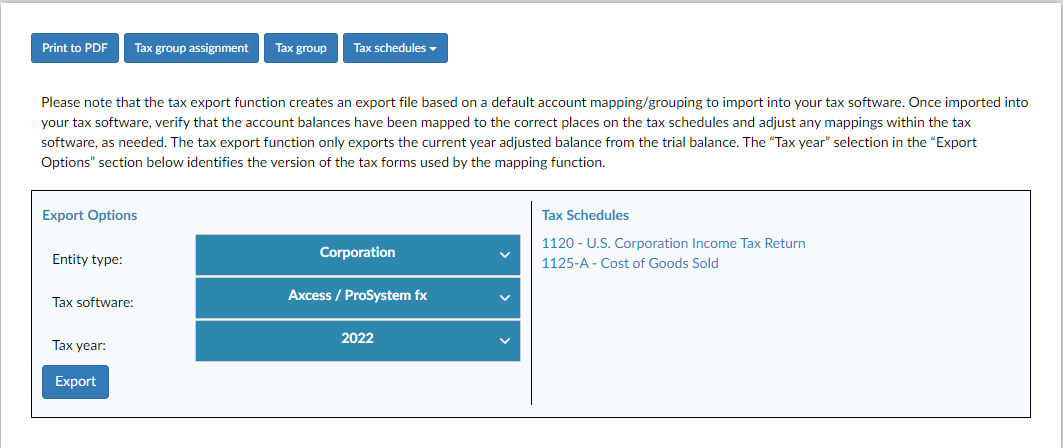 Print to PDF
Tax group assignment
Tax group
Tax schedules
Please note that the tax export function creates an export file based on a default account mapping/grouping to import into your tax software. Once imported into
your tax software, verify that the account balances have been mapped to the correct places on the tax schedules and adjust any mappings within the tax
software, as needed. The tax export function only exports the current year adjusted balance from the trial balance. The “Tax year” selection in the “Export
Options” section below identifies the version of the tax forms used by the mapping function.
Export Options
Entity type:
Corporation
Tax software:
Axcess / ProSystem fx
Tax year:
2022
Export
Tax Schedules
1120 - U.S. Corporation Income Tax Return
1125-A - Cost of Goods Sold